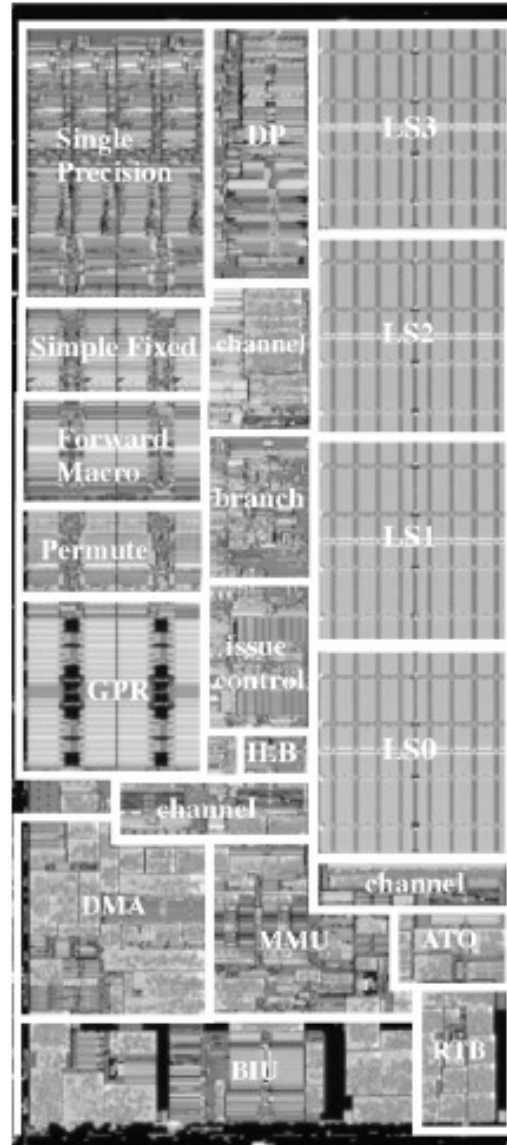 Single
Precision
DP
LS3
Simple Fixed
channel
LS2
Forward
Macro
branch
LS1
Permute
GPR
issue
control
ILB
LS0
channel
channel
DMA
MMU
ATO
BIU
RTB